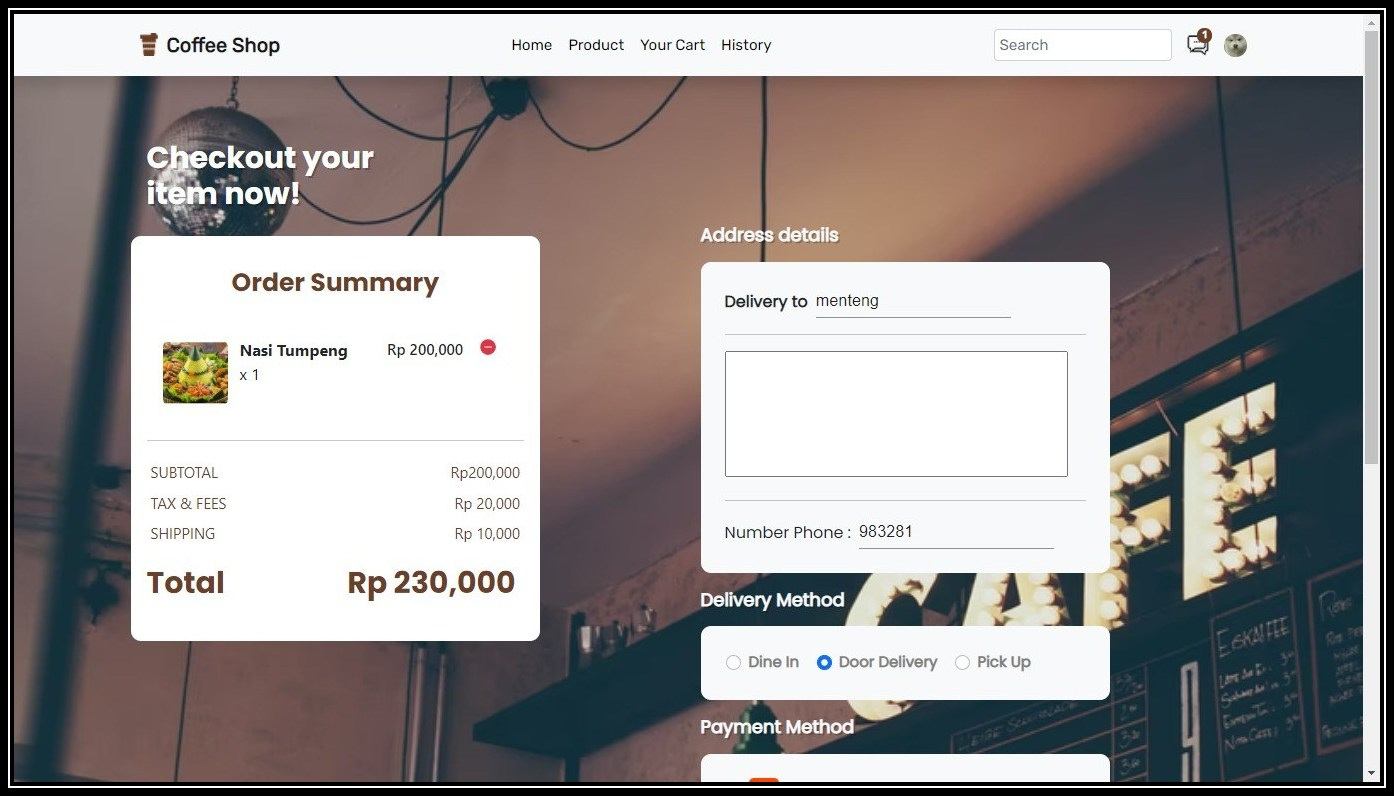 Coffee Shop
Home Product Your Cart History
Search
1
Checkout your
item now!
Order Summary
Nasi Tumpeng Rp 200,000
x 1
SUBTOTAL Rp200,000
TAX & FEES Rp 20,000
SHIPPING Rp 10,000
Total Rp 230,000
Address details
Delivery to menteng
Number Phone : 983281
Delivery Method
Dine In Door Delivery Pick Up
Payment Method
CAFE